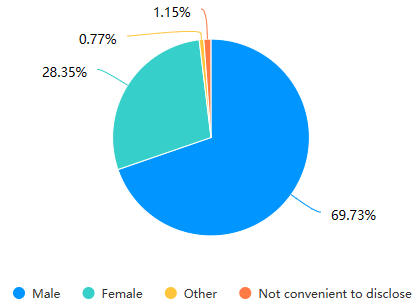 1.15%
0.77%
28.35%
69.73%
Male Female Other Not convenient to disclose